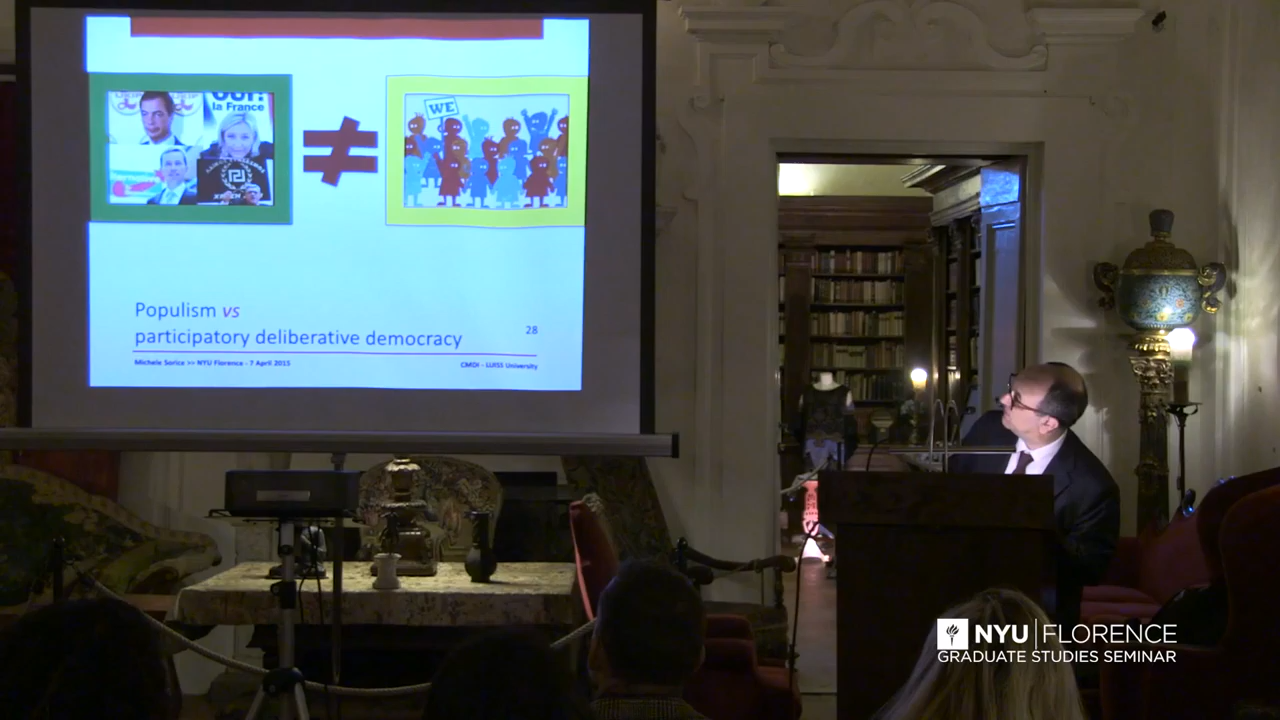 OUI!
la France
WE
Populism vs
participatory deliberative democracy
28
Michele Sorice >> NYU Florence - 7 April 2015
CMDI - LUISS University
NYU FLORENCE
GRADUATE STUDIES SEMINAR